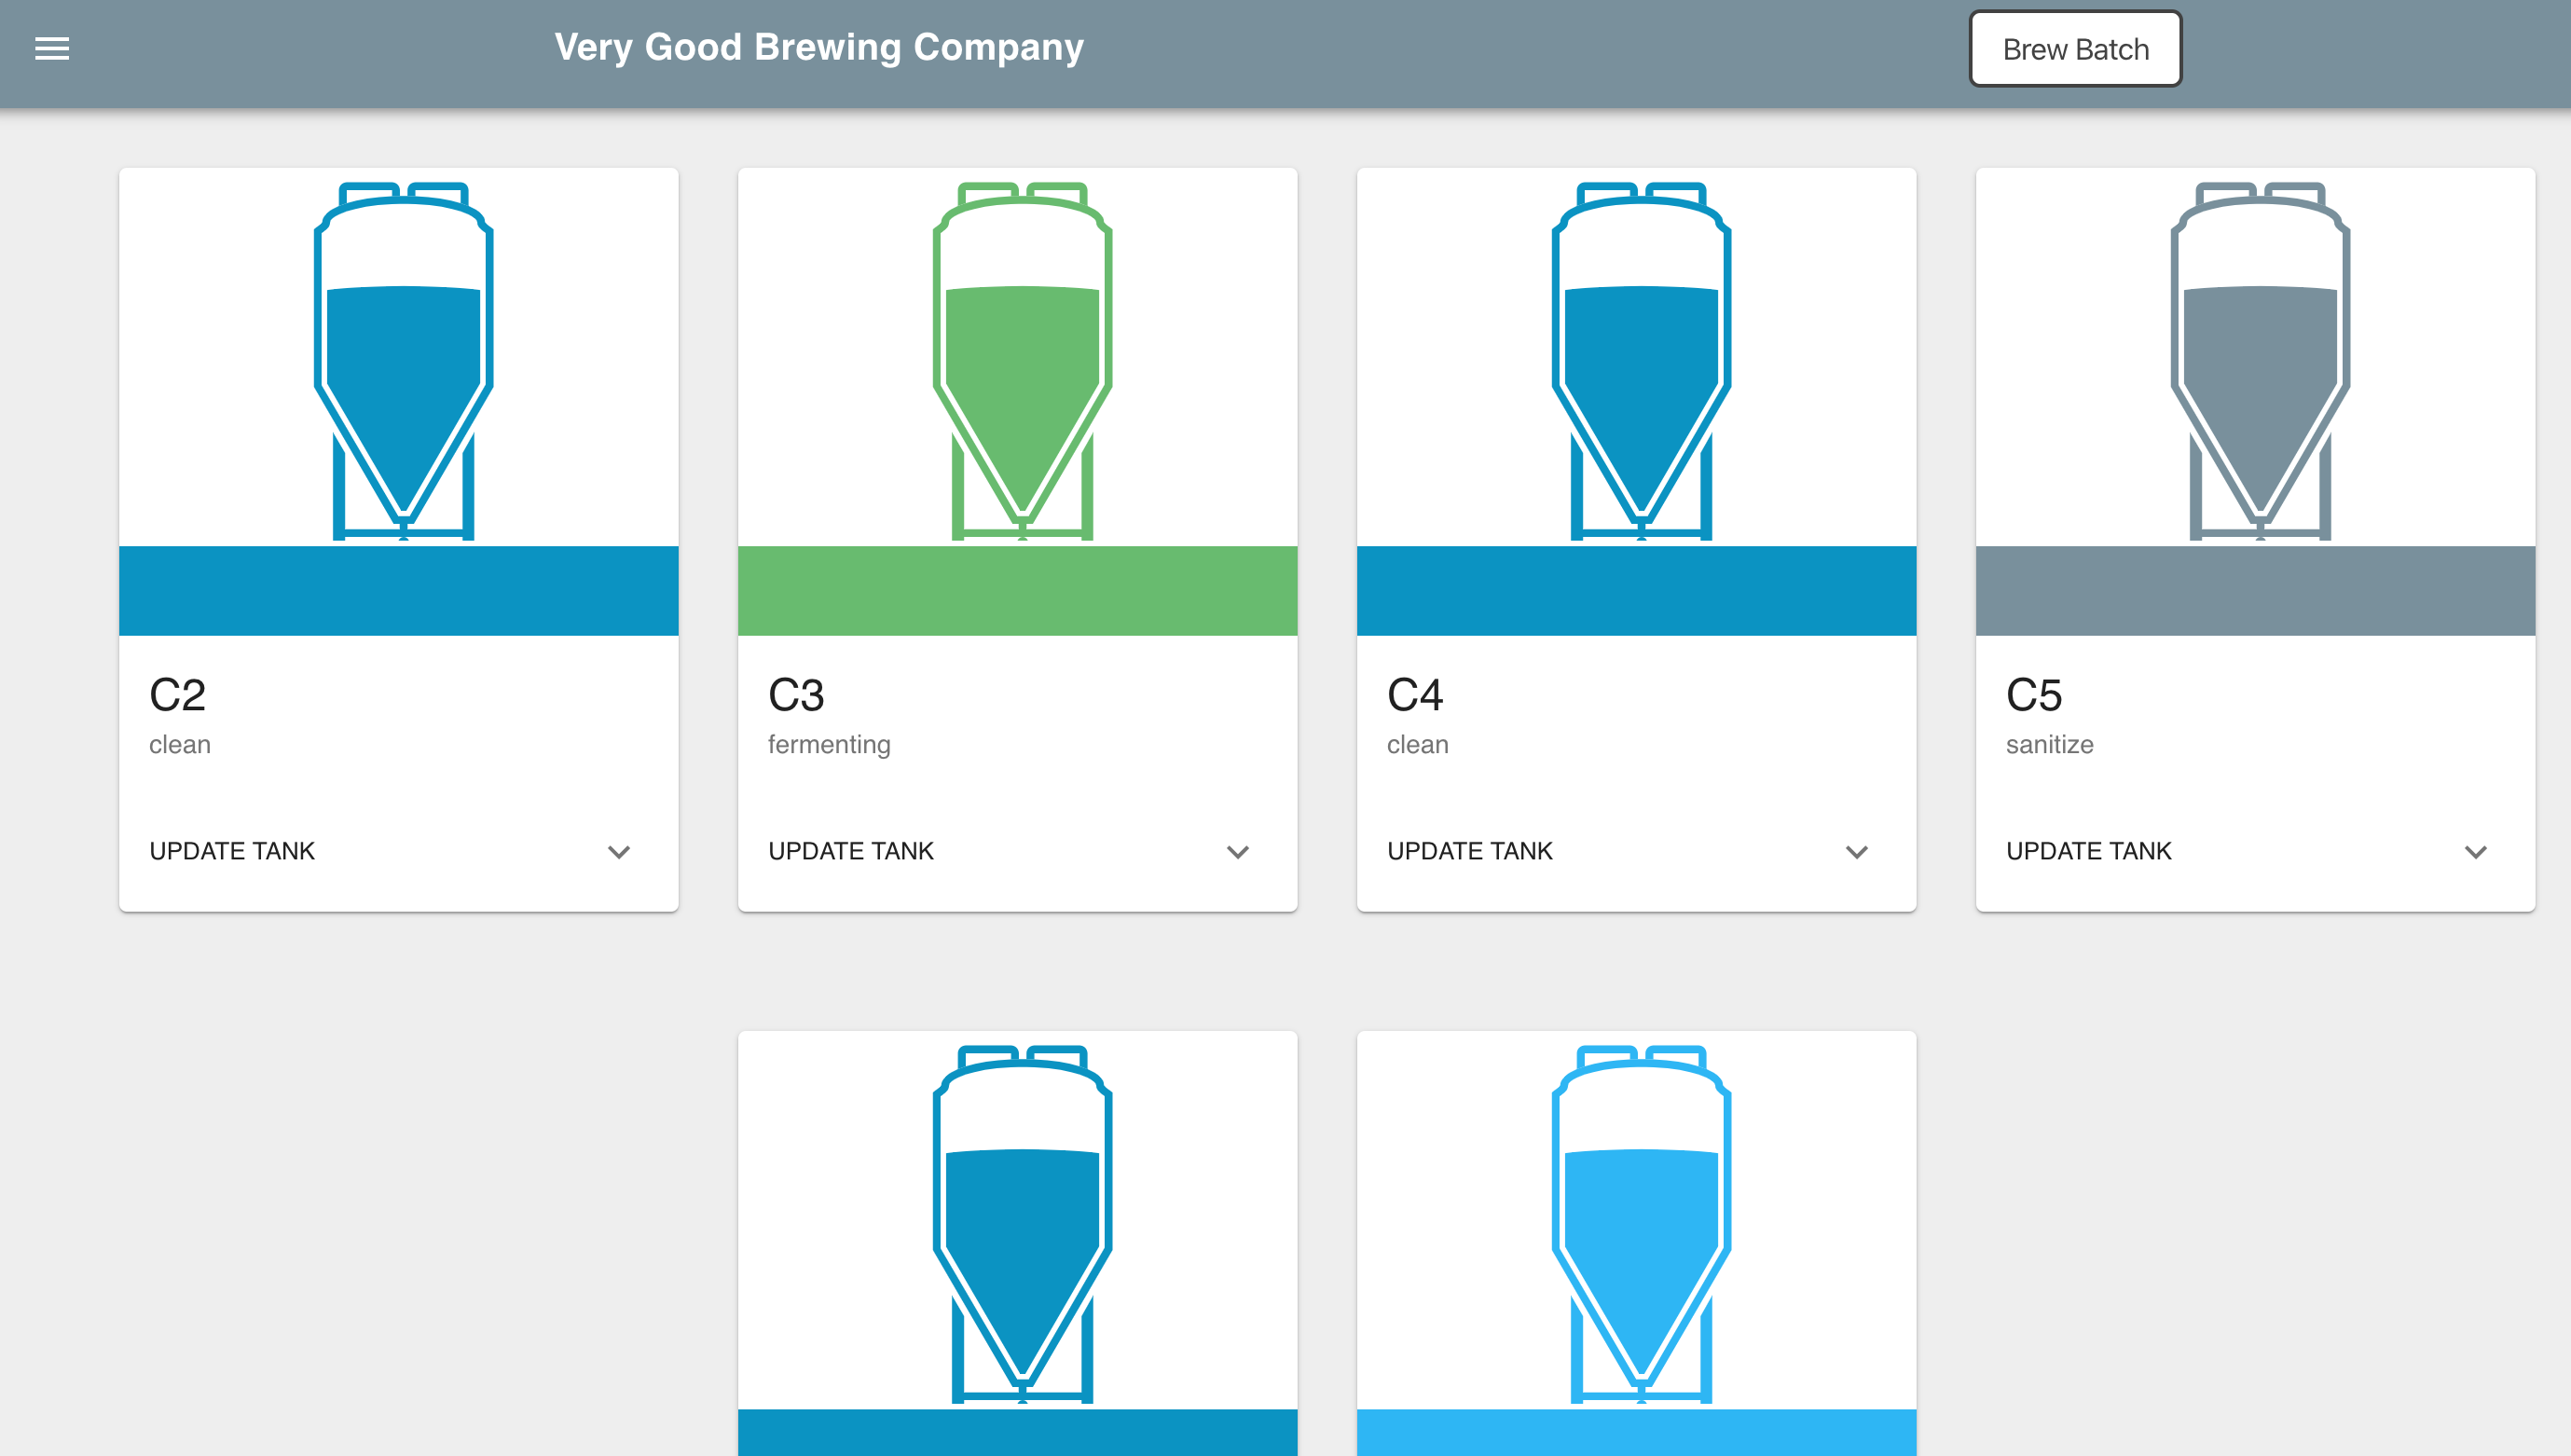 Very Good Brewing Company
Brew Batch
C2
clean
UPDATE TANK
C3
fermenting
UPDATE TANK
C4
clean
UPDATE TANK
C5
sanitize
UPDATE TANK